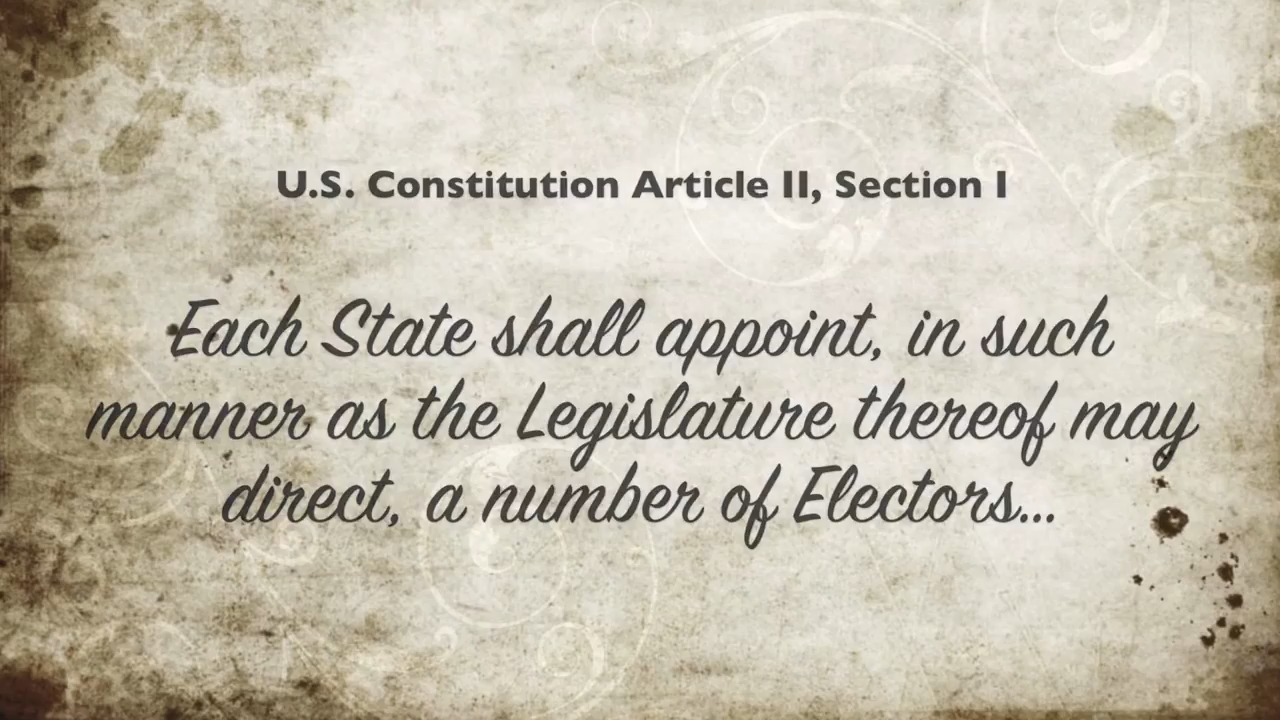 U.S. Constitution Article II, Section I
Each State shall appoint, in such
manner as the Legislature thereof may
direct, a number of Electors...